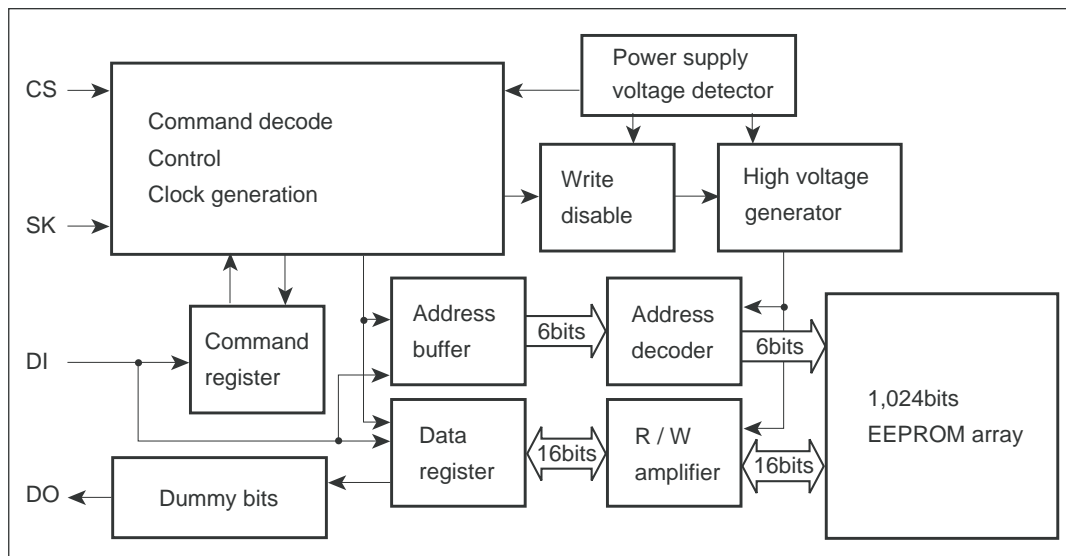 CS
SK
DI
DO
Command decode
Control
Clock generation
Power supply
voltage detector
Write
disable
High voltage
generator
Command
register
Address
buffer
6bits
Address
decoder
6bits
Data
register
16bits
R / W
amplifier
16bits
1,024bits
EEPROM array
Dummy bits